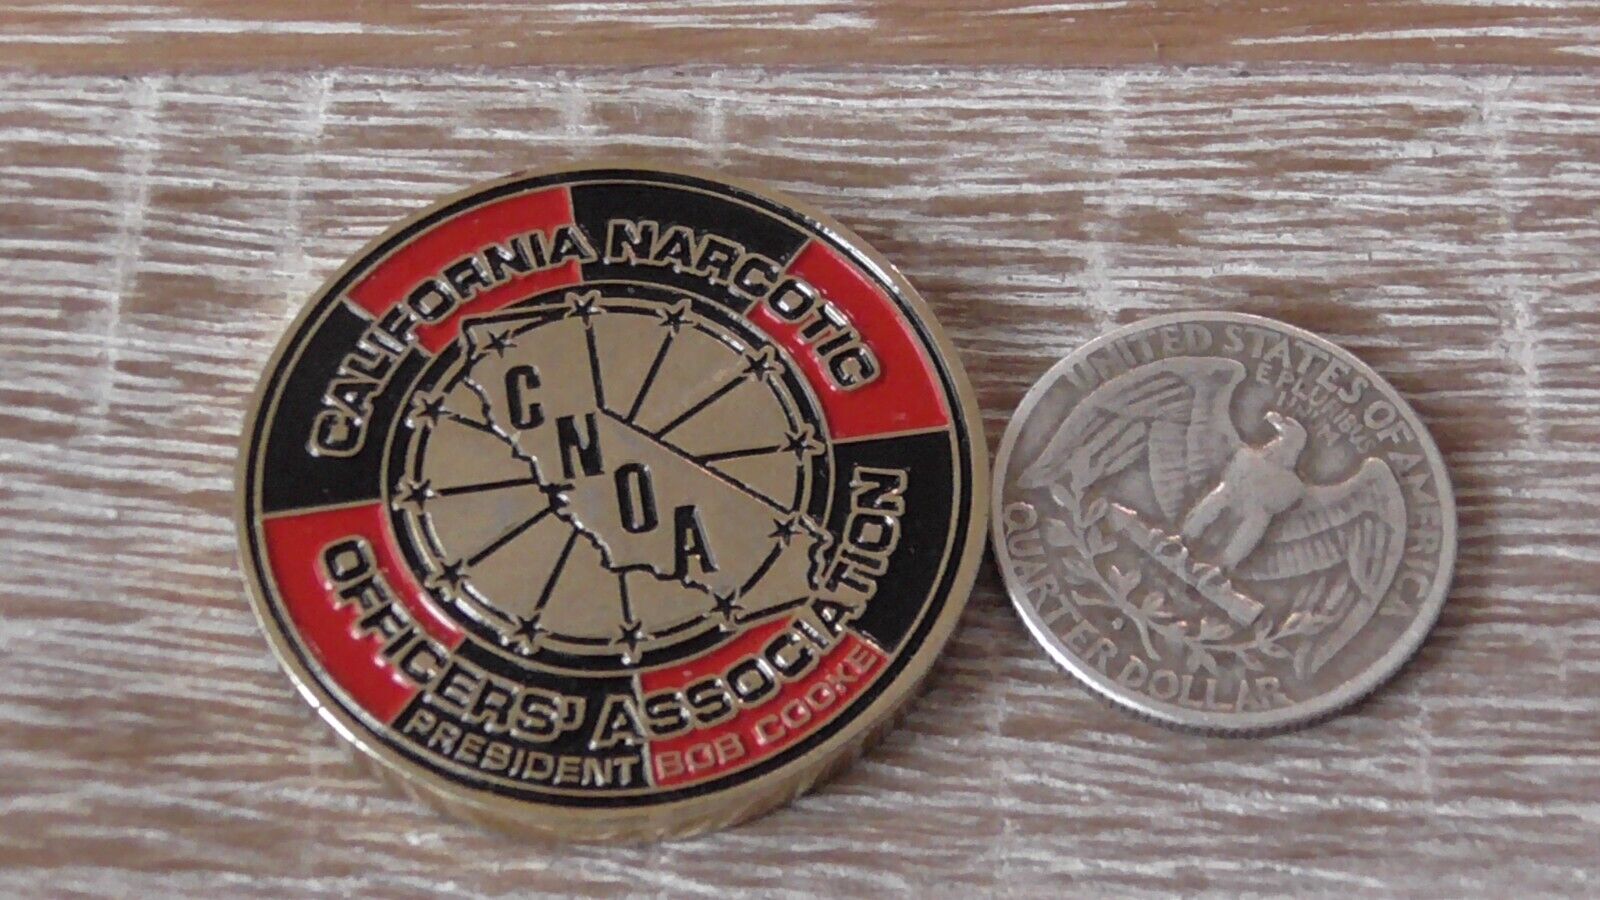 CALIFORNIA NARCOTIC
OFFICERS' ASSOCIATION
PRESIDENT BOB COOKE
CNOA
UNITED STATES OF AMERICA
E PLURIBUS
UNUM
QUARTER DOLLAR